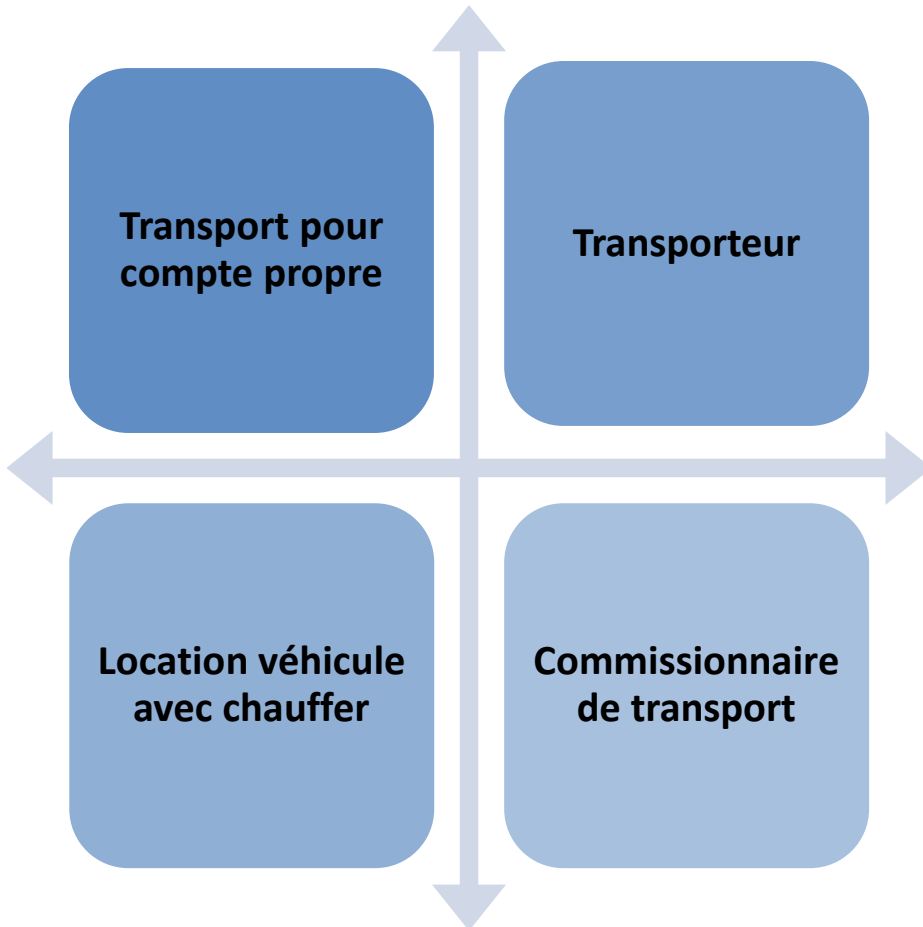 Transport pour
compte propre
Transporteur
Location véhicule
avec chauffer
Commissionnaire
de transport